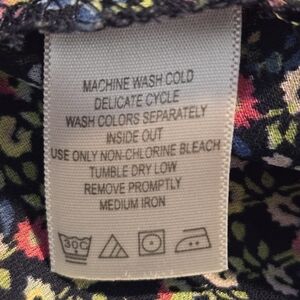 MACHINE WASH COLD
DELICATE CYCLE
WASH COLORS SEPARATELY
INSIDE OUT
USE ONLY NON-CHLORINE BLEACH
TUMBLE DRY LOW
REMOVE PROMPTLY
MEDIUM IRON
30C